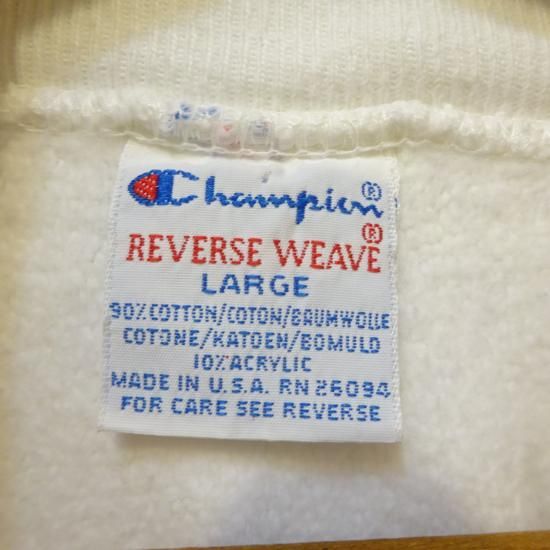 Champion®
REVERSE WEAVE®
LARGE
90% COTTON/COTON/BAUMWOLLE
COTONE/KATOEN/BOMULD
10% ACRYLIC
MADE IN U.S.A. RN 26094
FOR CARE SEE REVERSE